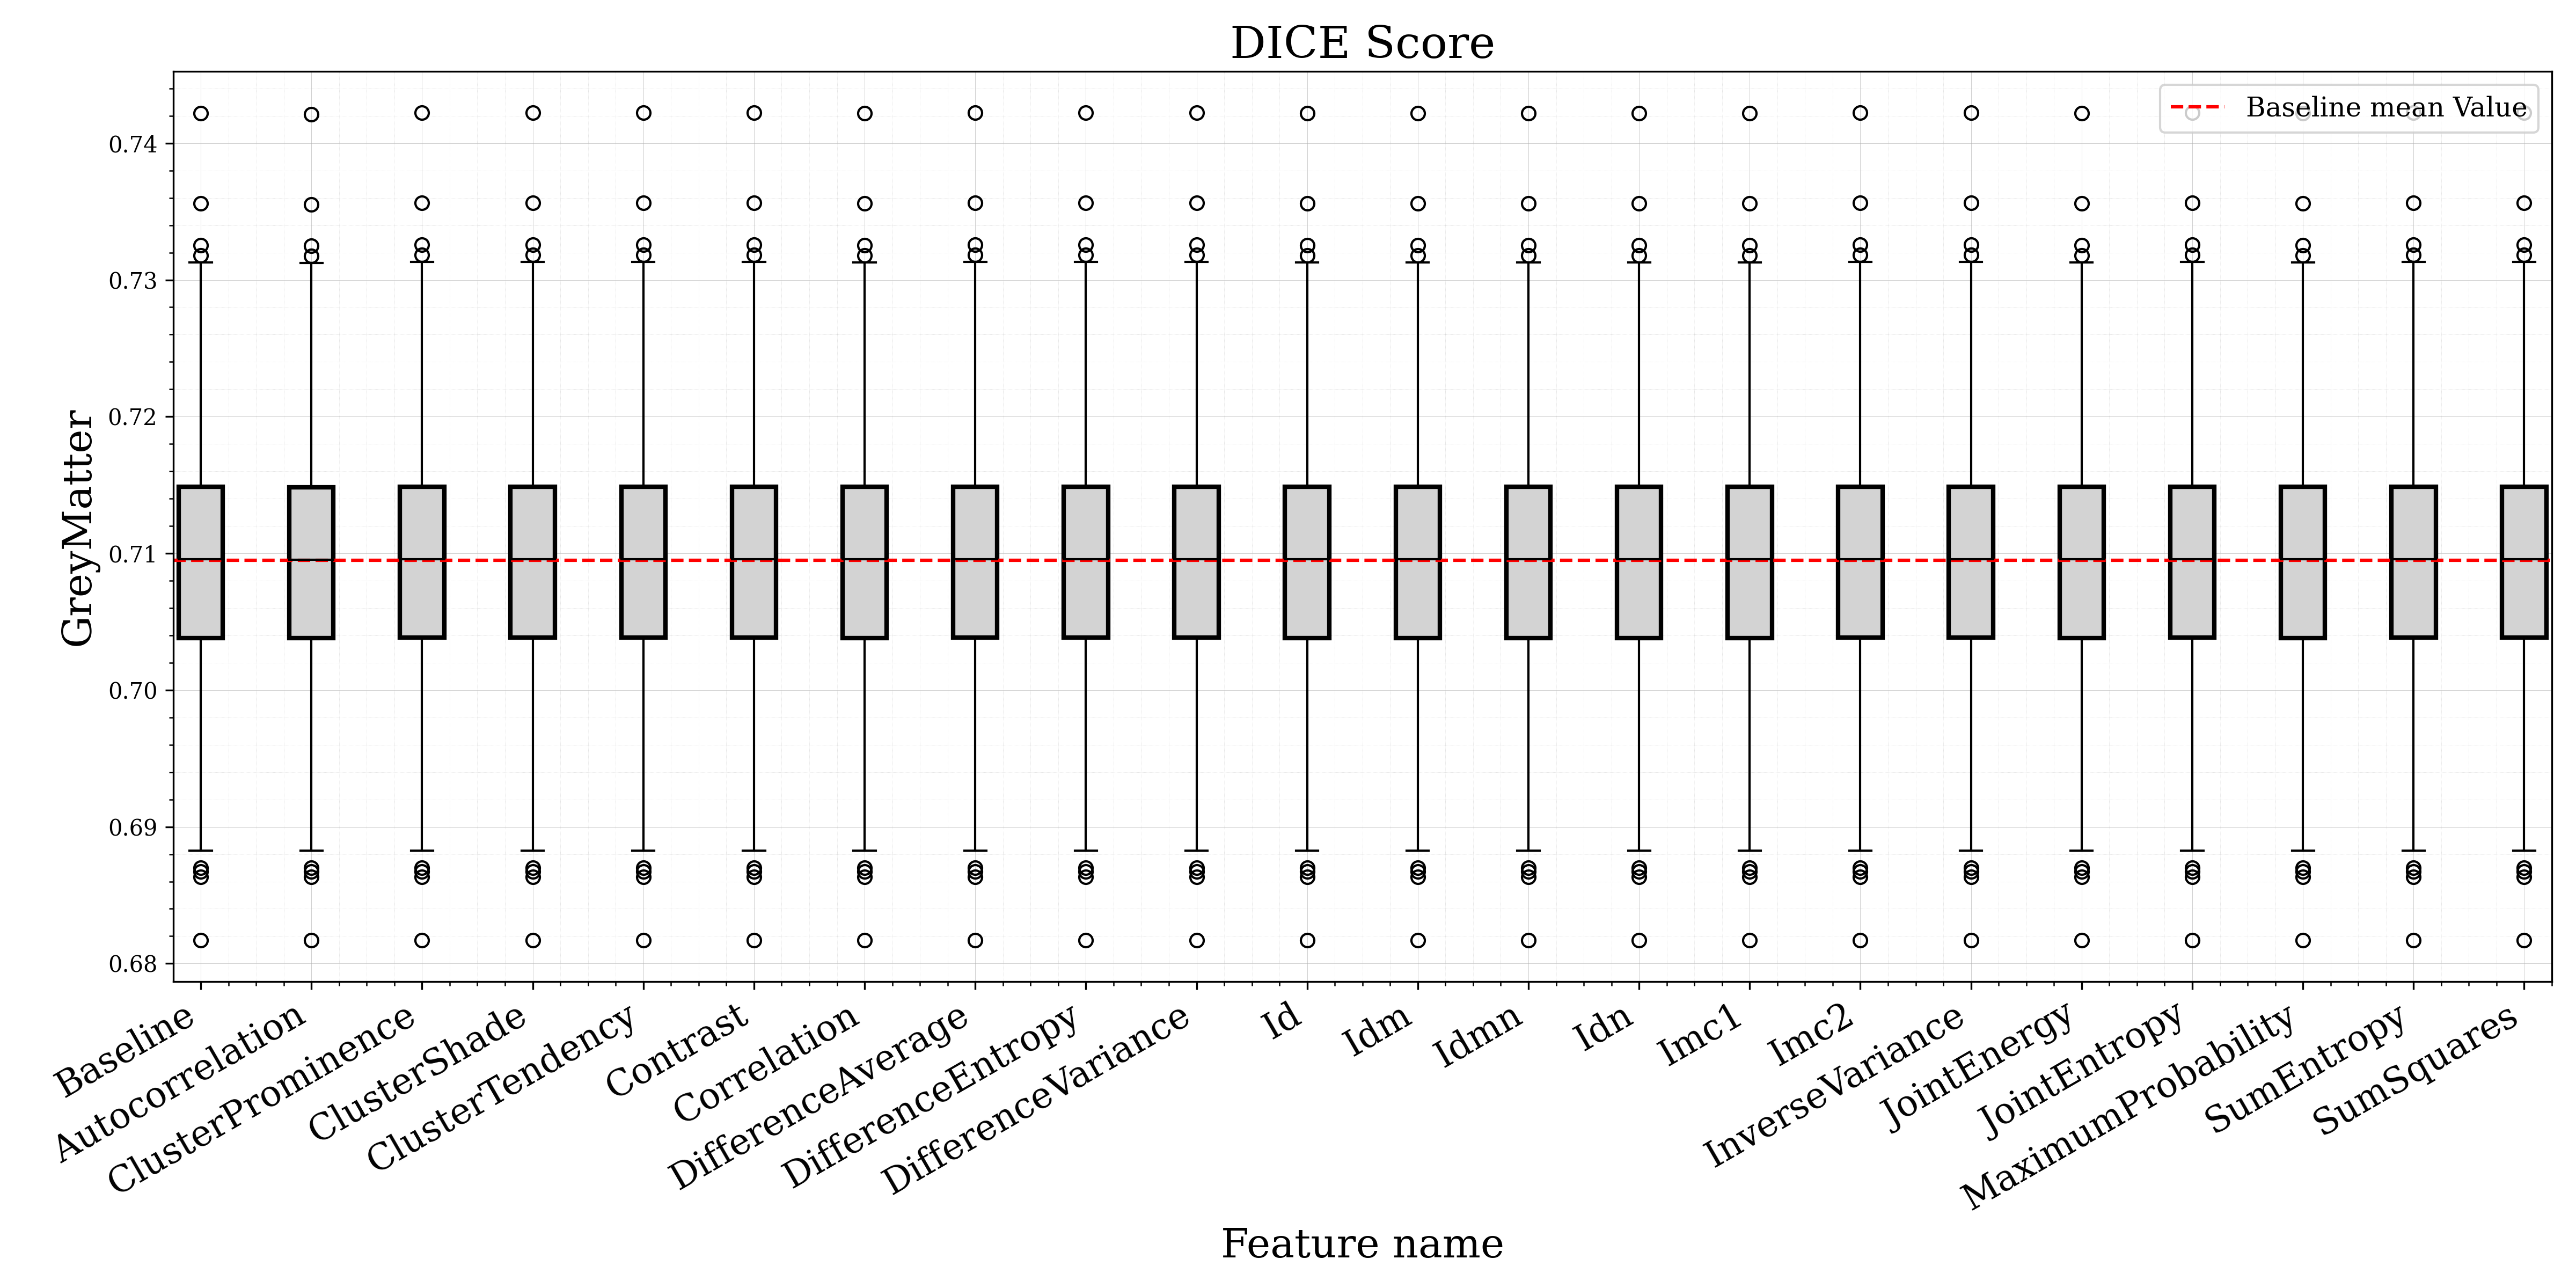 DICE Score
Baseline mean Value
GreyMatter
0.74
0.73
0.72
0.71
0.70
0.69
0.68
Baseline
Autocorrelation
ClusterProminence
ClusterShade
ClusterTendency
Contrast
Correlation
DifferenceAverage
DifferenceEntropy
DifferenceVariance
Id
Idm
Idmn
Idn
Imc1
Imc2
InverseVariance
JointEnergy
JointEntropy
MaximumProbability
SumEntropy
SumSquares
Feature name